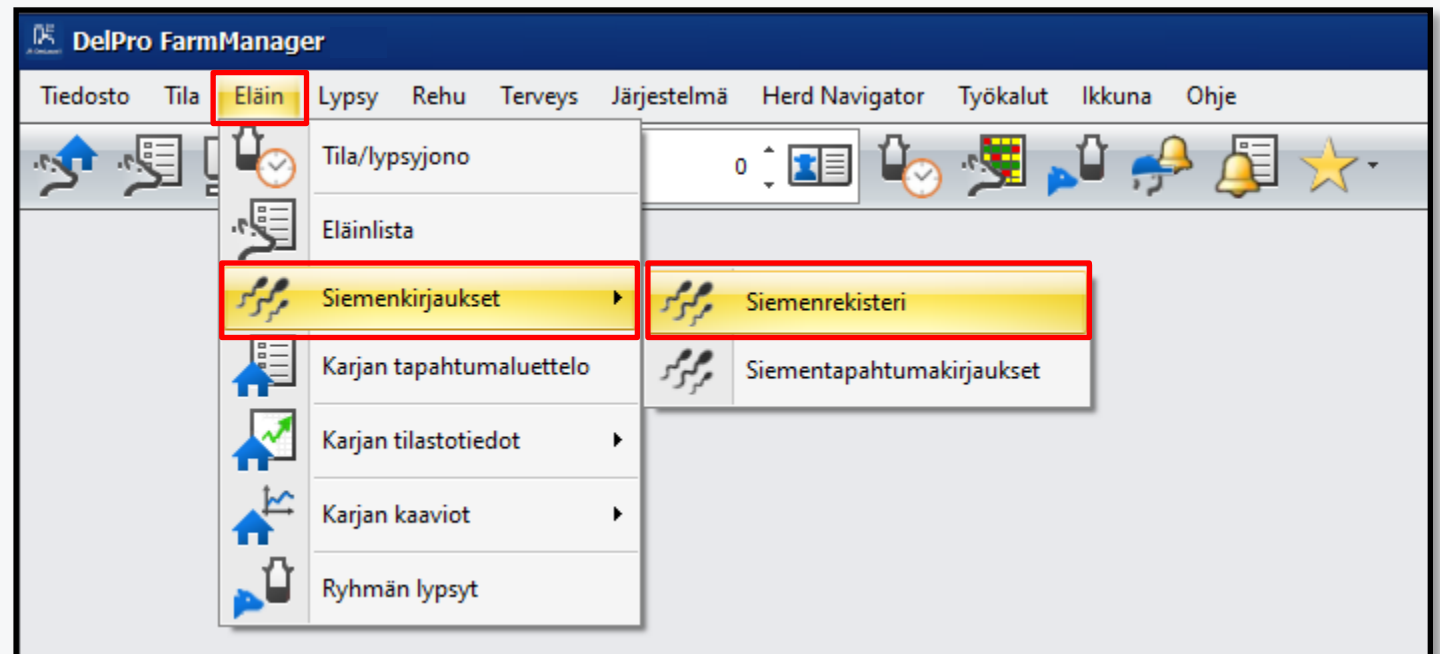 DelPro FarmManager
Tiedosto Tila Eläin Lypsy Rehu Terveys Järjestelmä Herd Navigator Työkalut Ikkuna Ohje
0
Tila/lypsyjono
Eläinlista
Siemenkirjaukset
Siemenrekisteri
Karjan tapahtumaluettelo
Siementapahtumakirjaukset
Karjan tilastotiedot
Karjan kaaviot
Ryhmän lypsyt